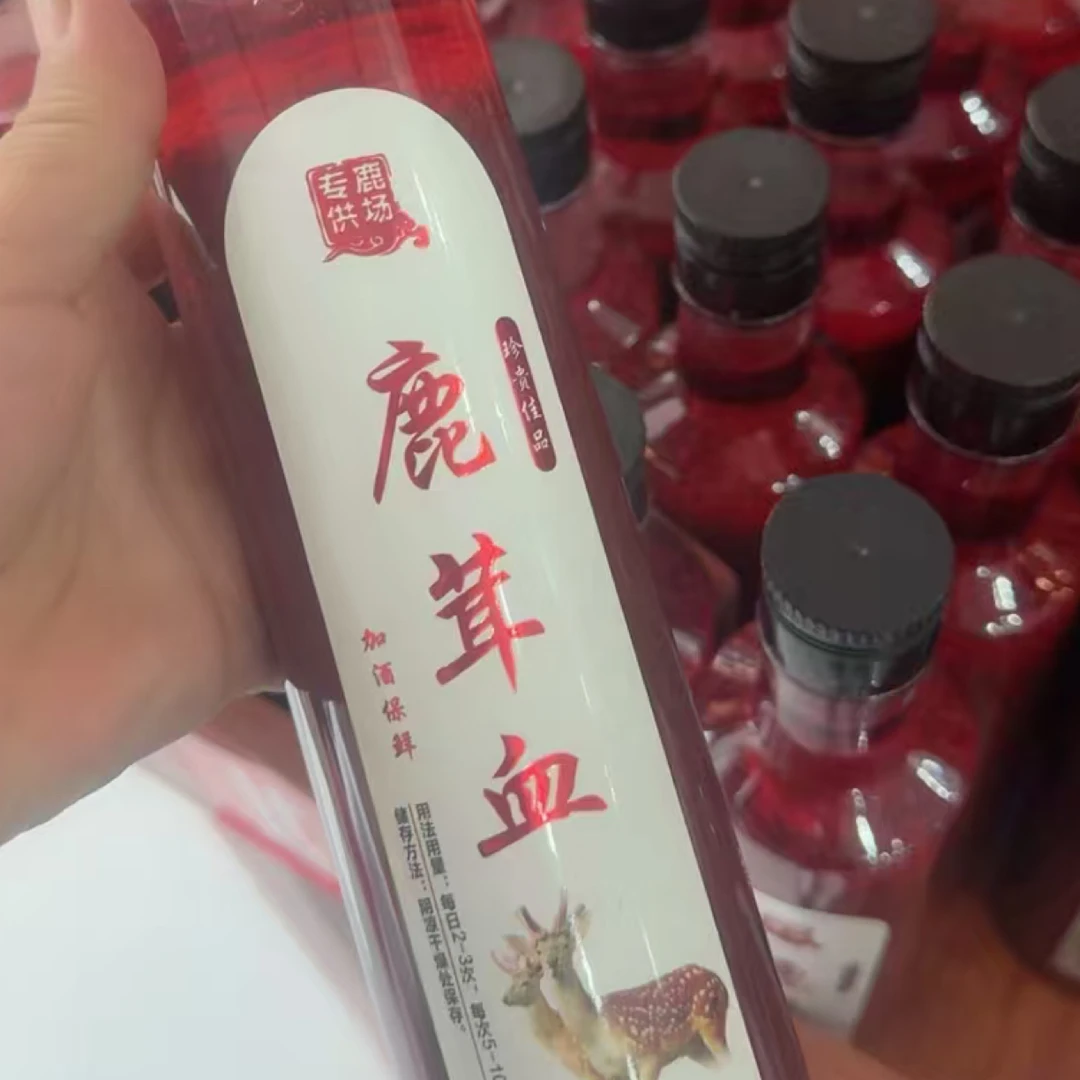 鹿场
专供
珍贵佳品
鹿茸血
加酒保鲜
用法用量：每日2-3次，每次5-10
储存方法：阴凉干燥处保存。